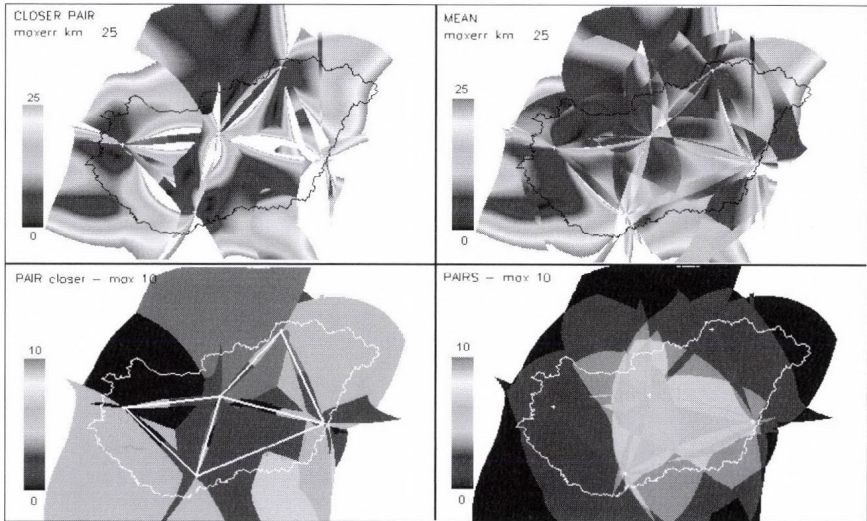 CLOSER PAIR
maxerr km 25
25
0
MEAN
maxerr km 25
25
0
PAIR closer - max 10
10
0
PAIRS - max 10
10
0